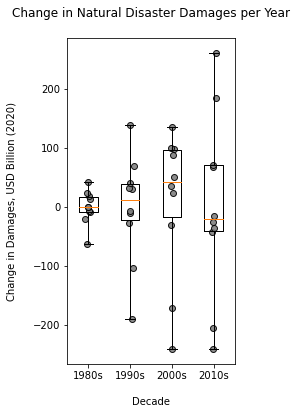 Change in Natural Disaster Damages per Year
Change in Damages, USD Billion (2020)
200
100
0
−100
−200
1980s 1990s 2000s 2010s
Decade